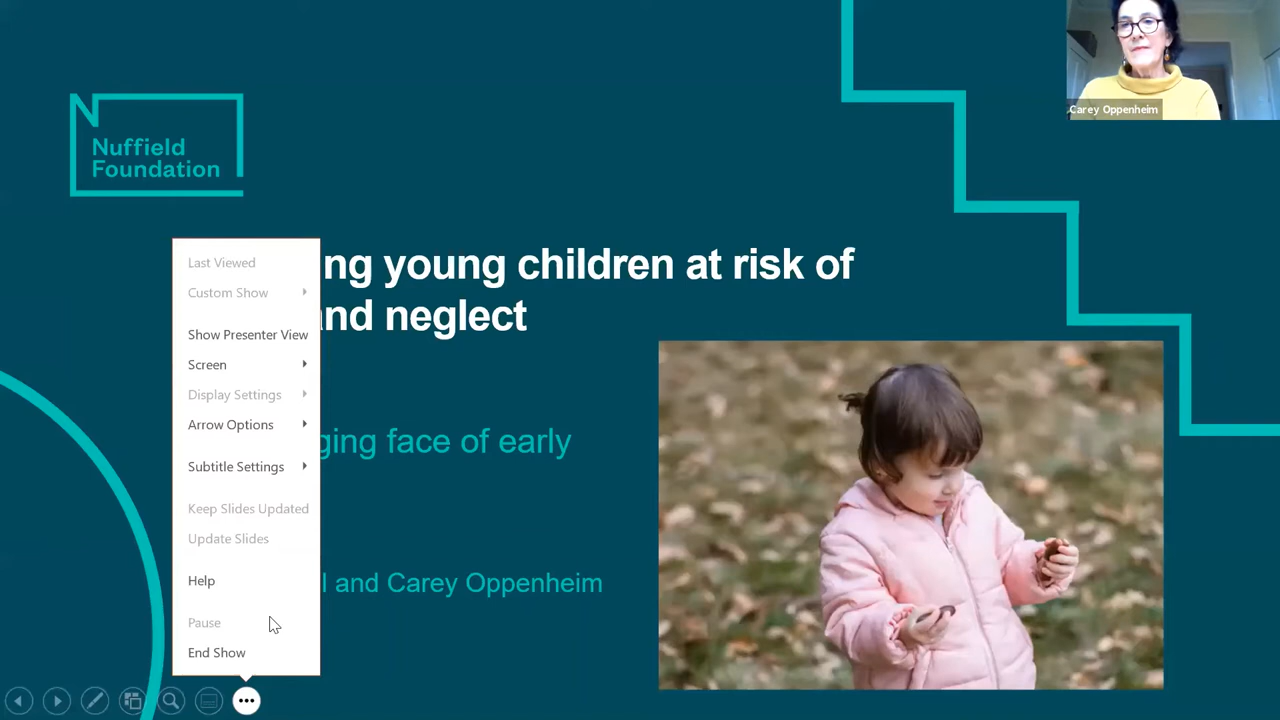 Carey Oppenheim
Nuffield
Foundation
ng young children at risk of
nd neglect
ging face of early
l and Carey Oppenheim
Last Viewed
Custom Show
Show Presenter View
Screen
Display Settings
Arrow Options
Subtitle Settings
Keep Slides Updated
Update Slides
Help
Pause
End Show